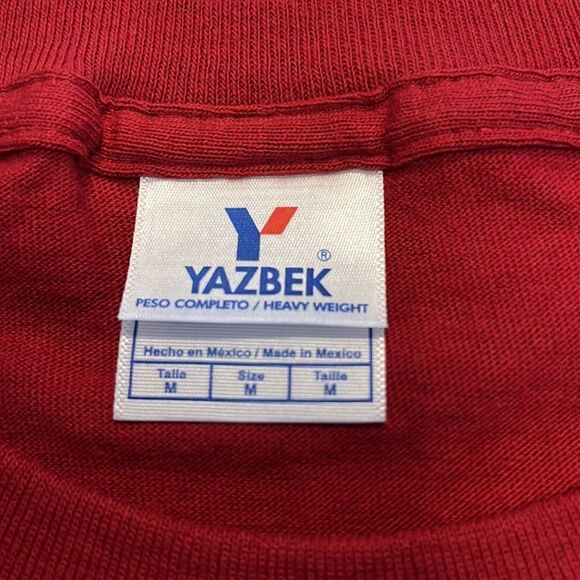 Y®
YAZBEK
PESO COMPLETO / HEAVY WEIGHT
Hecho en México / Made in Mexico
Talla Size Taille
M M M